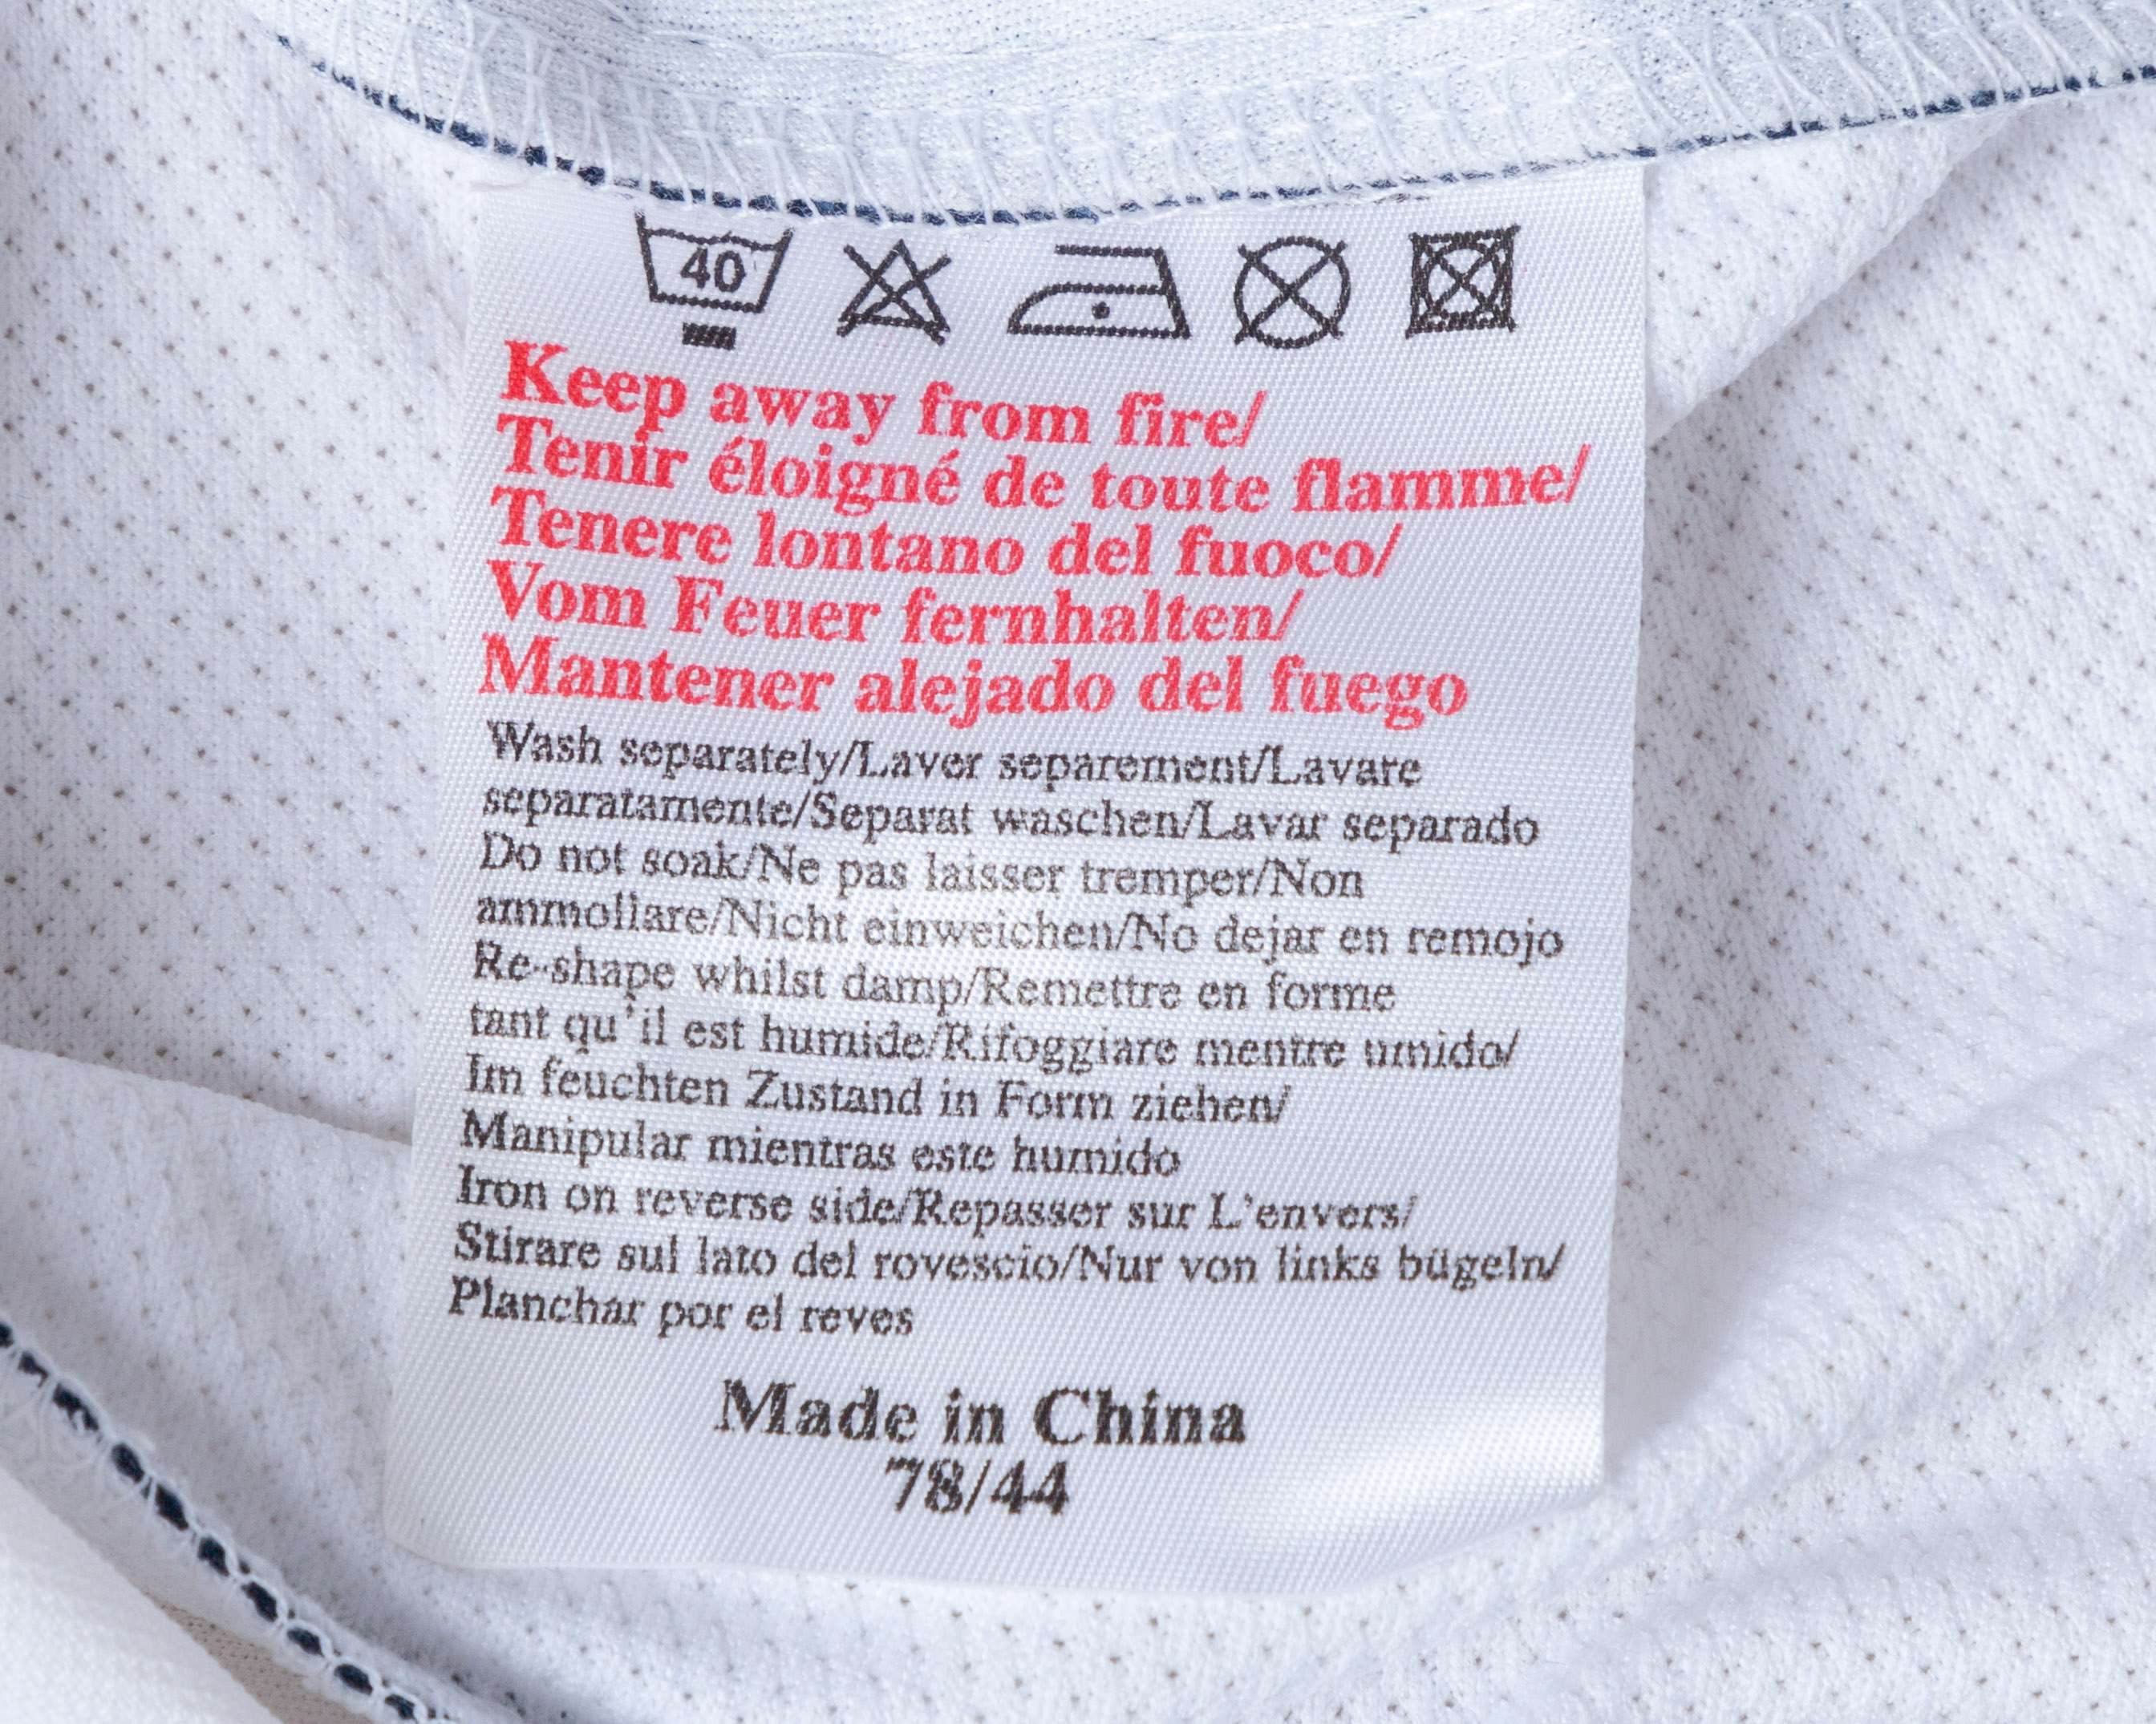 40
Keep away from fire/
Tenir éloigné de toute flamme/
Tenere lontano del fuoco/
Vom Feuer fernhalten/
Mantener alejado del fuego
Wash separately/Laver separement/Lavare
separatamente/Separat waschen/Lavar separado
Do not soak/Ne pas laisser tremper/Non
ammollare/Nicht einweichen/No dejar en remojo
Re-shape whilst damp/Remettre en forme
tant qu'il est humide/Rifoggiare mentre umido/
Im feuchten Zustand in Form ziehen/
Manipular mientras este humido
Iron on reverse side/Repasser sur L'envers/
Stirare sul lato del rovescio/Nur von links bügeln/
Planchar por el reves
Made in China
78/44